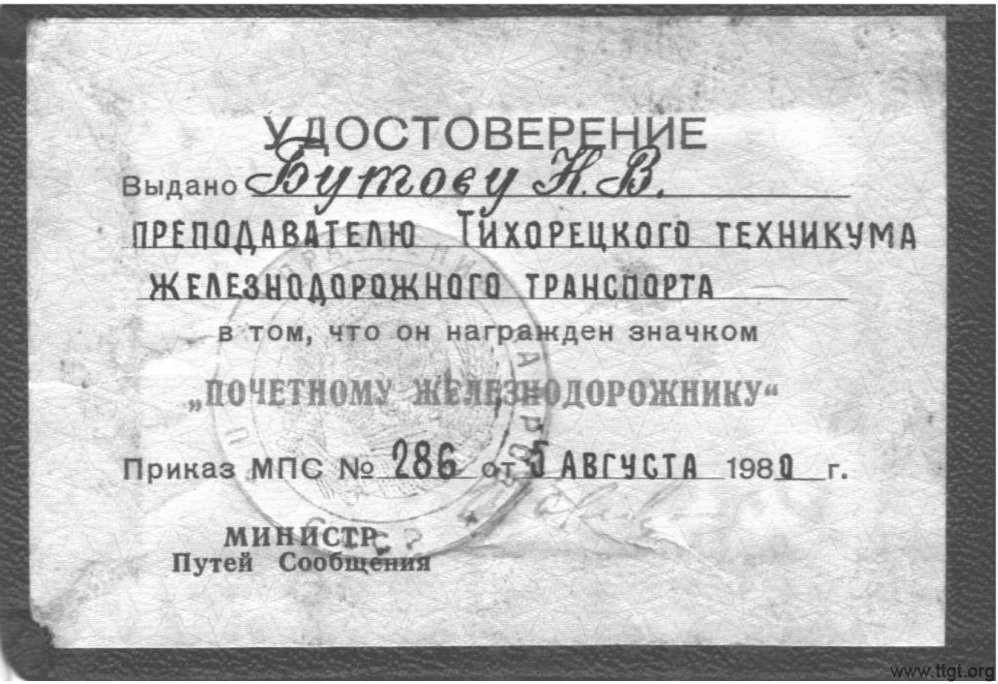 УДОСТОВЕРЕНИЕ
Выдано Бутову Н.В.
ПРЕПОДАВАТЕЛЮ ТИХОРЕЦКОГО ТЕХНИКУМА
ЖЕЛЕЗНОДОРОЖНОГО ТРАНСПОРТА
в том, что он награжден значком
„ПОЧЕТНОМУ ЖЕЛЕЗНОДОРОЖНИКУ“
Приказ МПС № 286 от 5 АВГУСТА 1980 г.
МИНИСТР
Путей Сообщения
www.ttgt.org